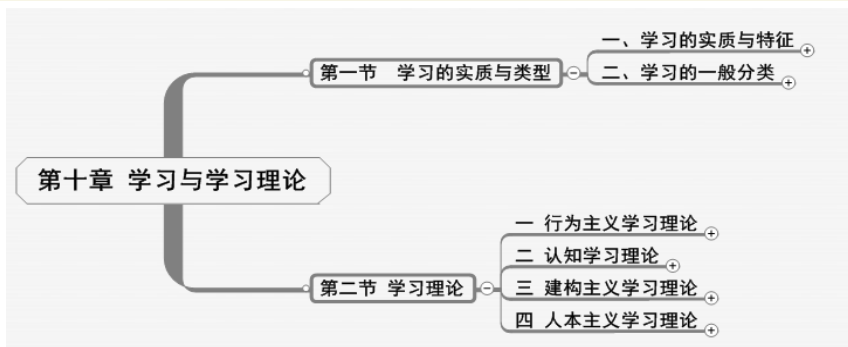 第十章 学习与学习理论
第一节 学习的实质与类型
一、学习的实质与特征
二、学习的一般分类
第二节 学习理论
一 行为主义学习理论
二 认知学习理论
三 建构主义学习理论
四 人本主义学习理论